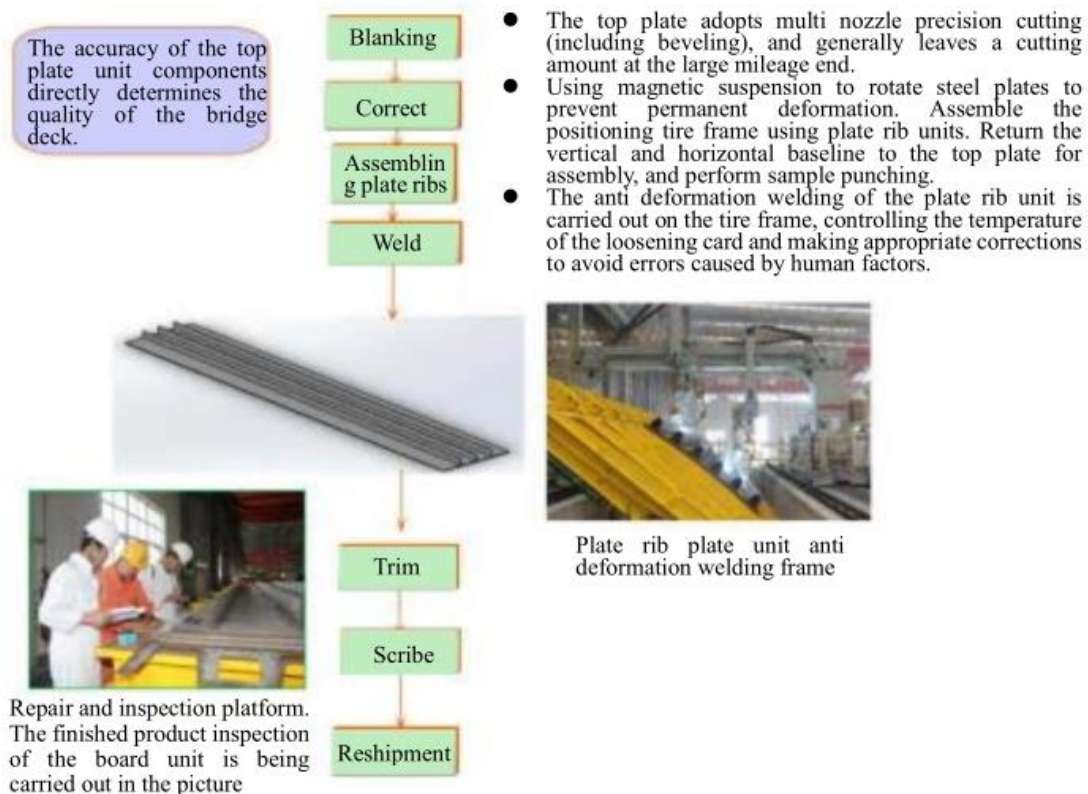 The accuracy of the top
plate unit components
directly determines the
quality of the bridge
deck.
Blanking
Correct
Assemblin
g plate ribs
Weld
● The top plate adopts multi nozzle precision cutting
(including beveling), and generally leaves a cutting
amount at the large mileage end.
● Using magnetic suspension to rotate steel plates to
prevent permanent deformation. Assemble the
positioning tire frame using plate rib units. Return the
vertical and horizontal baseline to the top plate for
assembly, and perform sample punching.
● The anti deformation welding of the plate rib unit is
carried out on the tire frame, controlling the temperature
of the loosening card and making appropriate corrections
to avoid errors caused by human factors.
Plate rib plate unit anti
deformation welding frame
Trim
Scribe
Reshipment
Repair and inspection platform.
The finished product inspection
of the board unit is being
carried out in the picture